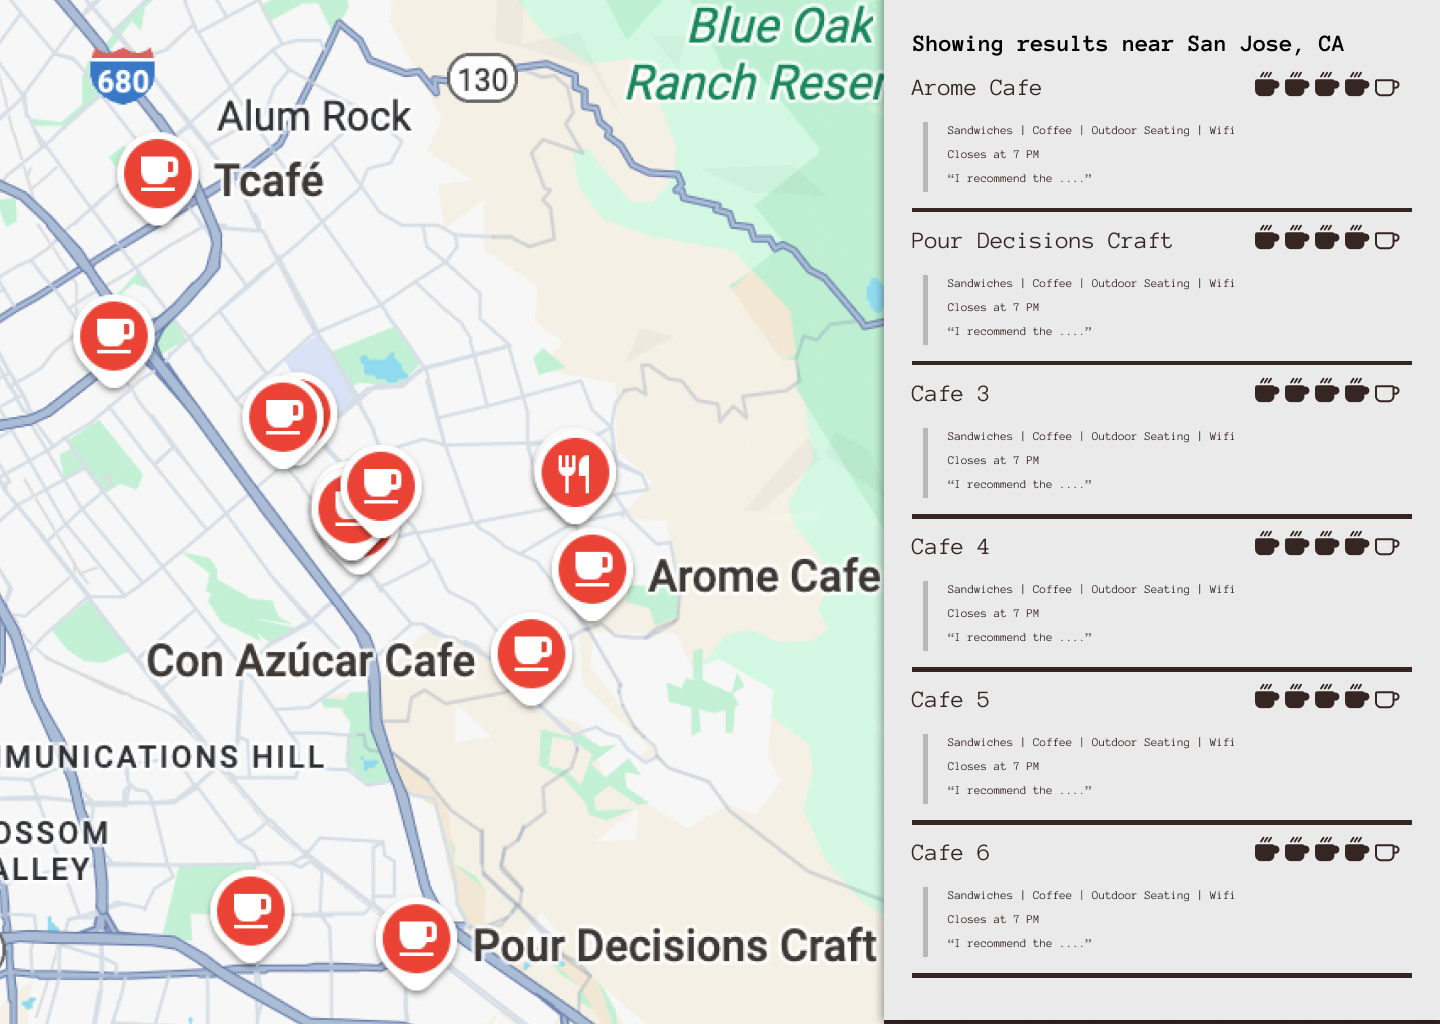 Blue Oak
Ranch Reser
680
130
Alum Rock
Tcafé
Arome Cafe
Con Azúcar Cafe
MUNICATIONS HILL
OSSOM
ALLEY
Pour Decisions Craft
Showing results near San Jose, CA
Arome Cafe
Sandwiches | Coffee | Outdoor Seating | Wifi
Closes at 7 PM
“I recommend the ....”
Pour Decisions Craft
Sandwiches | Coffee | Outdoor Seating | Wifi
Closes at 7 PM
“I recommend the ....”
Cafe 3
Sandwiches | Coffee | Outdoor Seating | Wifi
Closes at 7 PM
“I recommend the ....”
Cafe 4
Sandwiches | Coffee | Outdoor Seating | Wifi
Closes at 7 PM
“I recommend the ....”
Cafe 5
Sandwiches | Coffee | Outdoor Seating | Wifi
Closes at 7 PM
“I recommend the ....”
Cafe 6
Sandwiches | Coffee | Outdoor Seating | Wifi
Closes at 7 PM
“I recommend the ....”